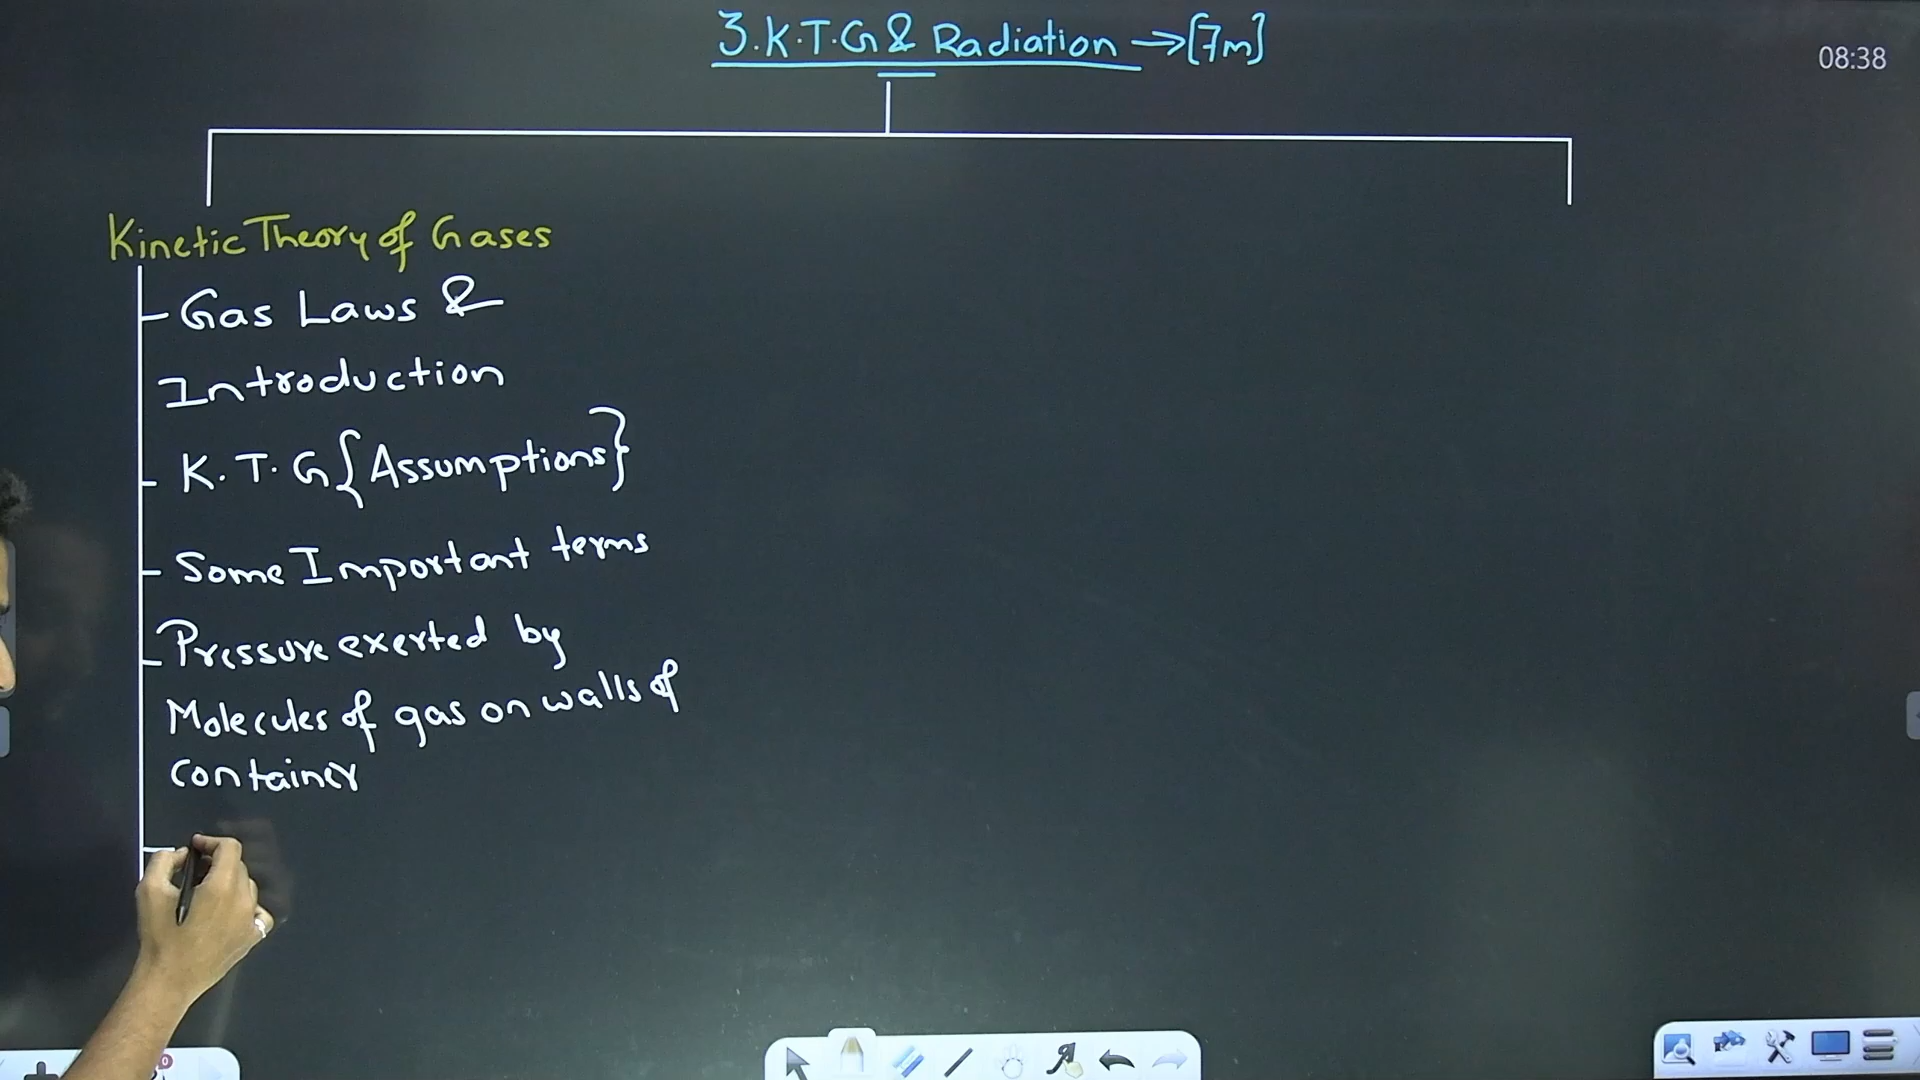 3.K.T.G & Radiation → [7m]
08:38
Kinetic Theory of Gases
Gas Laws &
Introduction
K.T.G {Assumptions}
Some Important terms
Pressure exerted by
Molecules of gas on walls of
container